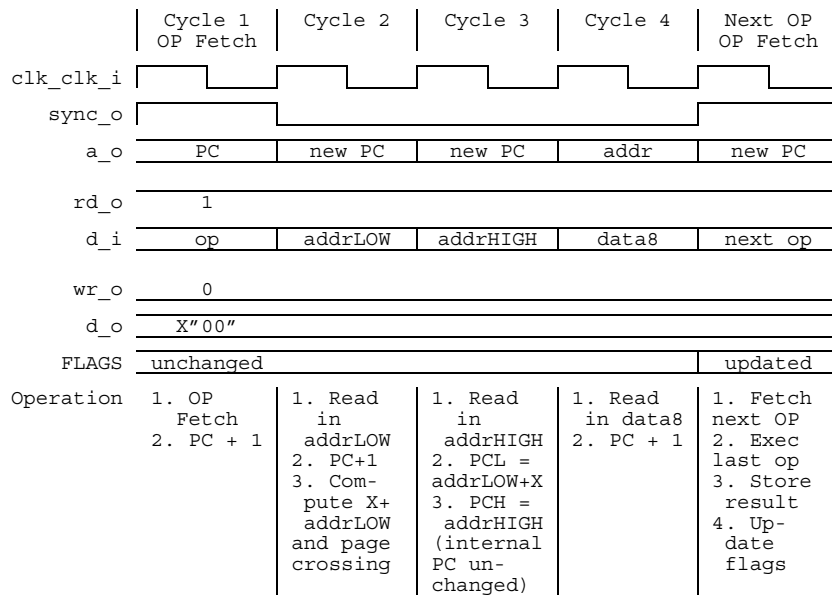 Cycle 1 Cycle 2 Cycle 3 Cycle 4 Next OP
OP Fetch OP Fetch
clk_clk_i
sync_o
a_o PC new PC new PC addr new PC
rd_o 1
d_i op addrLOW addrHIGH data8 next op
wr_o 0
d_o X"00"
FLAGS unchanged updated
Operation 1. OP 1. Read 1. Read 1. Read 1. Fetch
Fetch in in in data8 next OP
2. PC + 1 addrLOW addrHIGH 2. PC + 1 2. Exec
2. PC+1 2. PCL = last op
3. Com- addrLOW+X 3. Store
pute X+ 3. PCH = result
addrLOW addrHIGH 4. Up-
and page (internal date
crossing PC un- flags
changed)